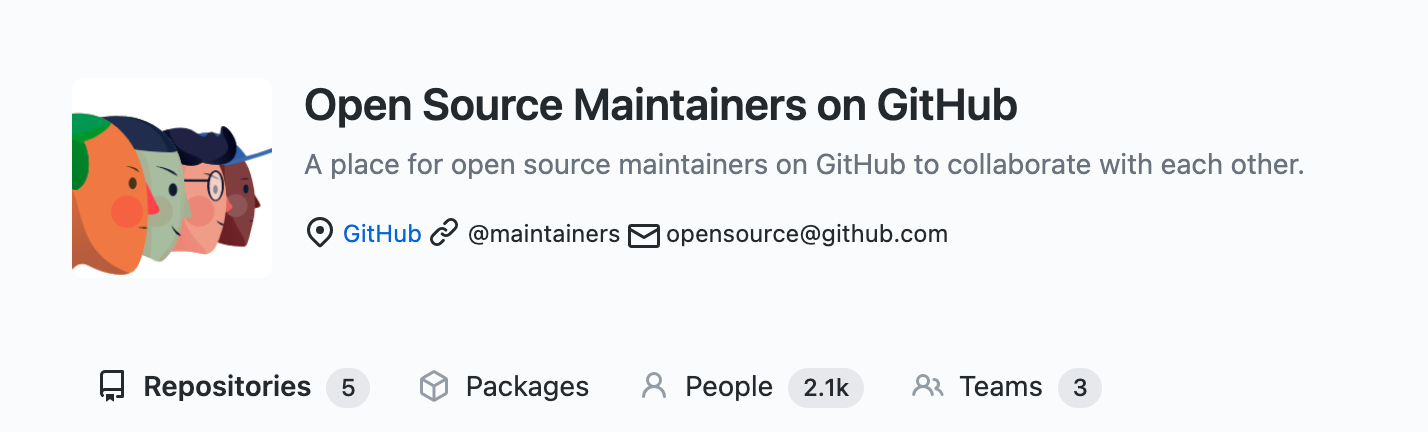 Open Source Maintainers on GitHub
A place for open source maintainers on GitHub to collaborate with each other.
GitHub @maintainers opensource@github.com
Repositories 5 Packages People 2.1k Teams 3